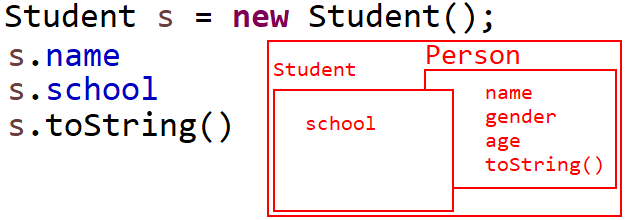 Student s = new Student();
s.name
s.school
s.toString()
Student
Person
school
name
gender
age
toString()